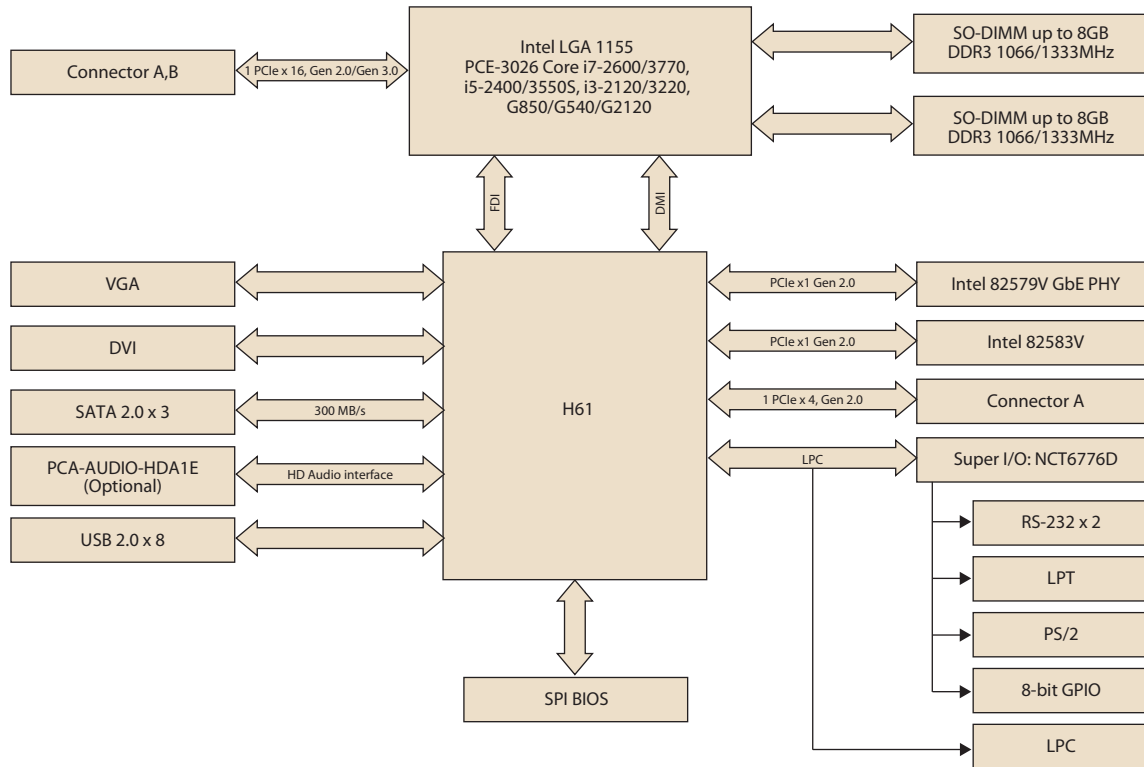 Intel LGA 1155
PCE-3026 Core i7-2600/3770,
i5-2400/3550S, i3-2120/3220,
G850/G540/G2120
Connector A,B
1 PCIe x 16, Gen 2.0/Gen 3.0
SO-DIMM up to 8GB
DDR3 1066/1333MHz
SO-DIMM up to 8GB
DDR3 1066/1333MHz
FDI
DMI
VGA
DVI
SATA 2.0 x 3
300 MB/s
PCA-AUDIO-HDA1E
(Optional)
HD Audio interface
USB 2.0 x 8
H61
PCIe x1 Gen 2.0
Intel 82579V GbE PHY
PCIe x1 Gen 2.0
Intel 82583V
1 PCIe x 4, Gen 2.0
Connector A
LPC
Super I/O: NCT6776D
RS-232 x 2
LPT
PS/2
8-bit GPIO
LPC
SPI BIOS